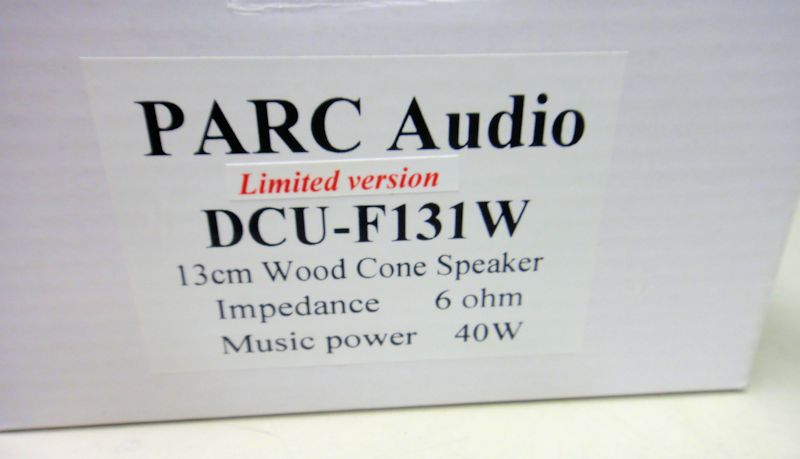 PARC Audio
Limited version
DCU-F131W
13cm Wood Cone Speaker
Impedance 6 ohm
Music power 40W